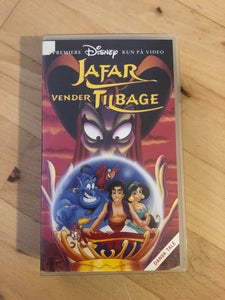 PREMIERE Disney KUN PÅ VIDEO
JAFAR
VENDER TILBAGE
DANSK TALE